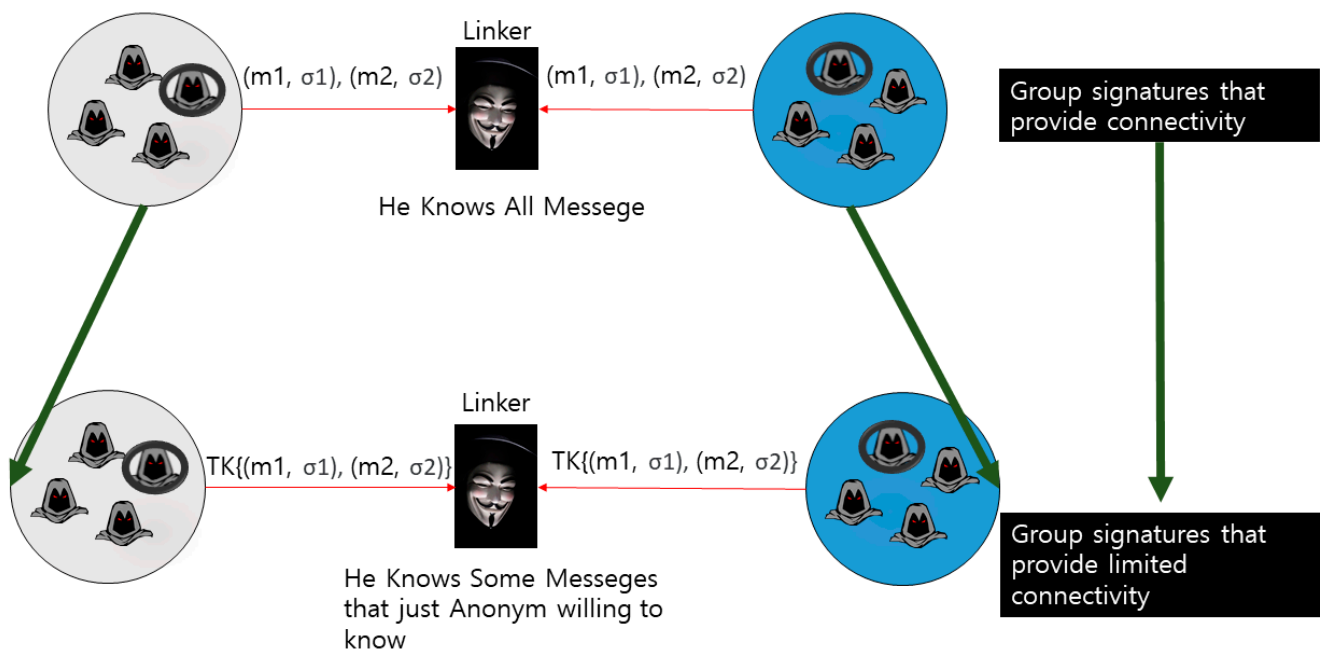 Linker
(m1, σ1), (m2, σ2)
(m1, σ1), (m2, σ2)
He Knows All Messege
Group signatures that
provide connectivity
Linker
TK{(m1, σ1), (m2, σ2)}
TK{(m1, σ1), (m2, σ2)}
He Knows Some Messeges
that just Anonym willing to
know
Group signatures that
provide limited
connectivity